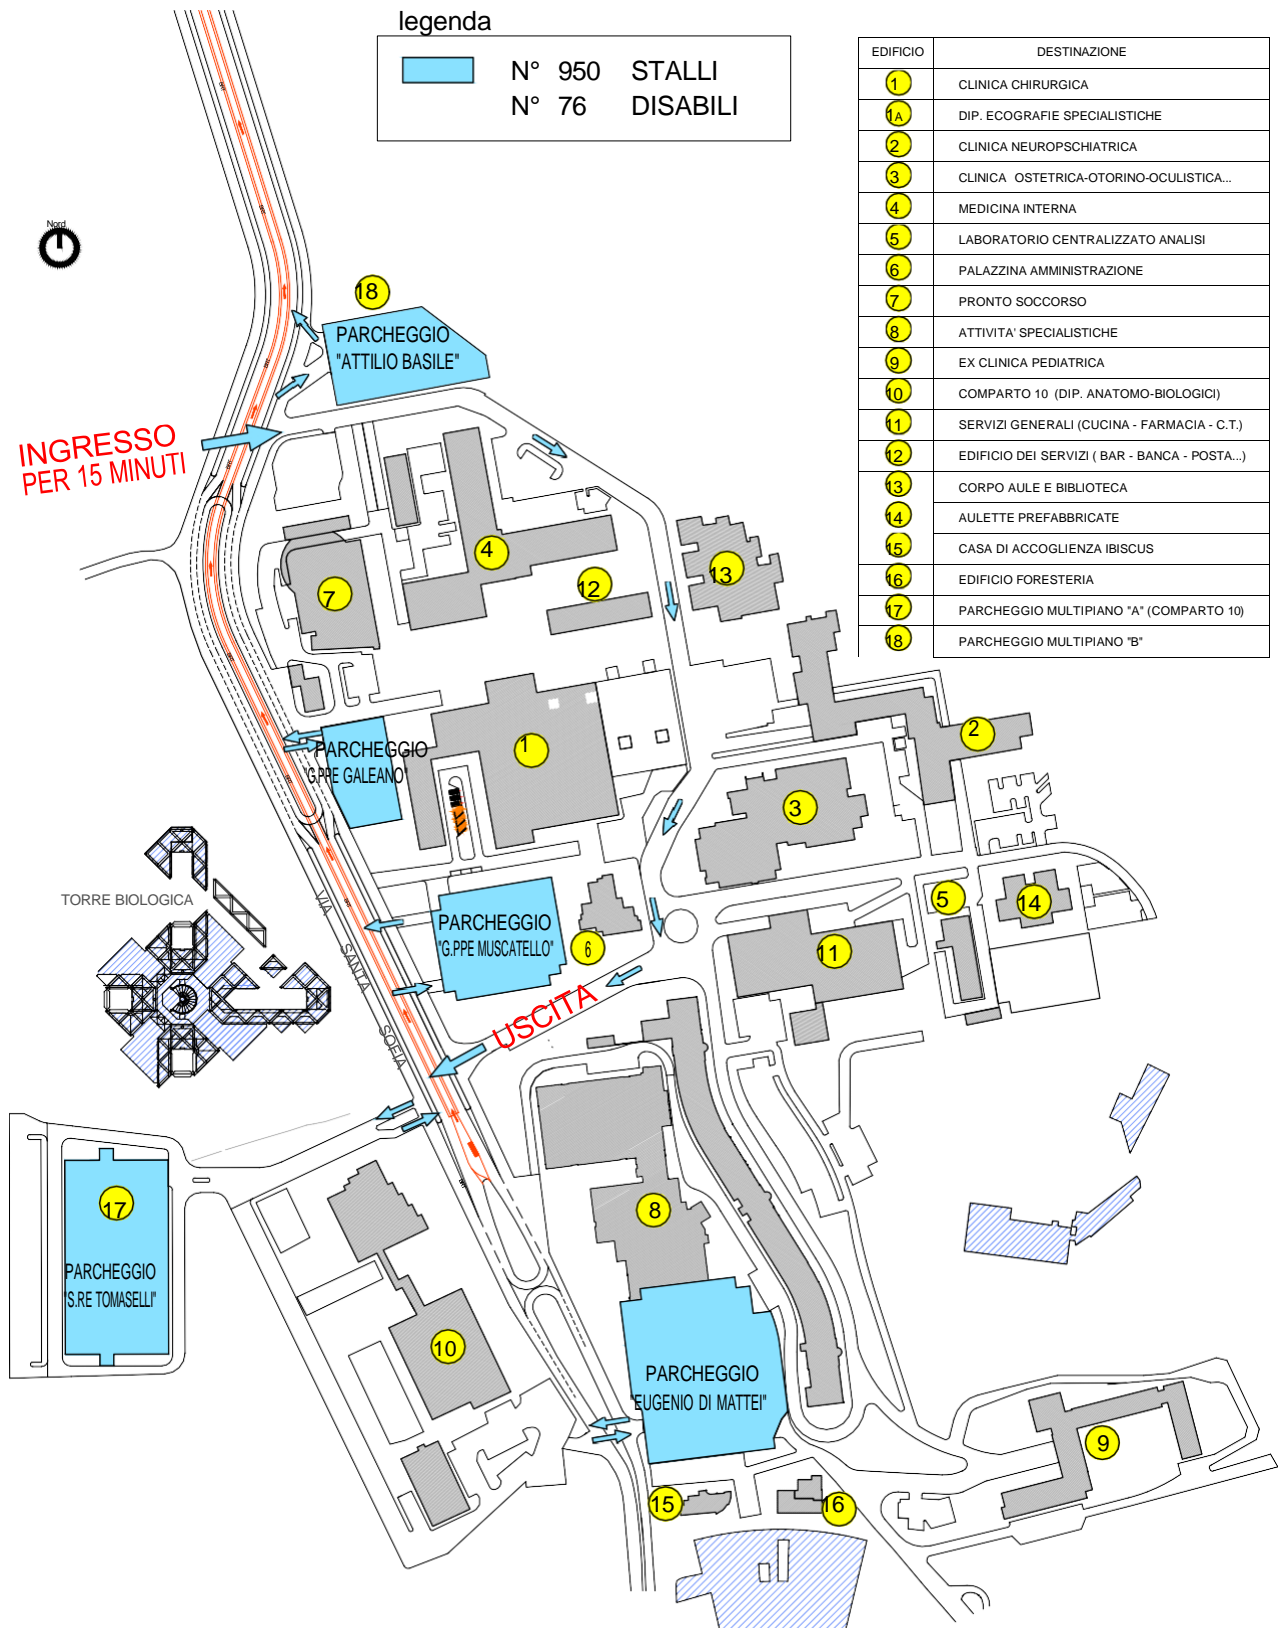 legenda
N° 950 STALLI
N° 76 DISABILI
EDIFICIO DESTINAZIONE
1 CLINICA CHIRURGICA
1A DIP. ECOGRAFIE SPECIALISTICHE
2 CLINICA NEUROPSCHIATRICA
3 CLINICA OSTETRICA-OTORINO-OCULISTICA...
4 MEDICINA INTERNA
5 LABORATORIO CENTRALIZZATO ANALISI
6 PALAZZINA AMMINISTRAZIONE
7 PRONTO SOCCORSO
8 ATTIVITA' SPECIALISTICHE
9 EX CLINICA PEDIATRICA
10 COMPARTO 10 (DIP. ANATOMO-BIOLOGICI)
11 SERVIZI GENERALI (CUCINA - FARMACIA - C.T.)
12 EDIFICIO DEI SERVIZI ( BAR - BANCA - POSTA...)
13 CORPO AULE E BIBLIOTECA
14 AULETTE PREFABBRICATE
15 CASA DI ACCOGLIENZA IBISCUS
16 EDIFICIO FORESTERIA
17 PARCHEGGIO MULTIPIANO "A" (COMPARTO 10)
18 PARCHEGGIO MULTIPIANO "B"
Nord
18
PARCHEGGIO
"ATTILIO BASILE"
INGRESSO
PER 15 MINUTI
4
7
12
13
1
2
3
PARCHEGGIO
"G.PPE GALEANO"
TORRE BIOLOGICA
VIA
SANTA
SOFIA
PARCHEGGIO
"G.PPE MUSCATELLO"
6
5
14
11
USCITA
17
PARCHEGGIO
"S.RE TOMASELLI"
8
10
PARCHEGGIO
"EUGENIO DI MATTEI"
9
15
16